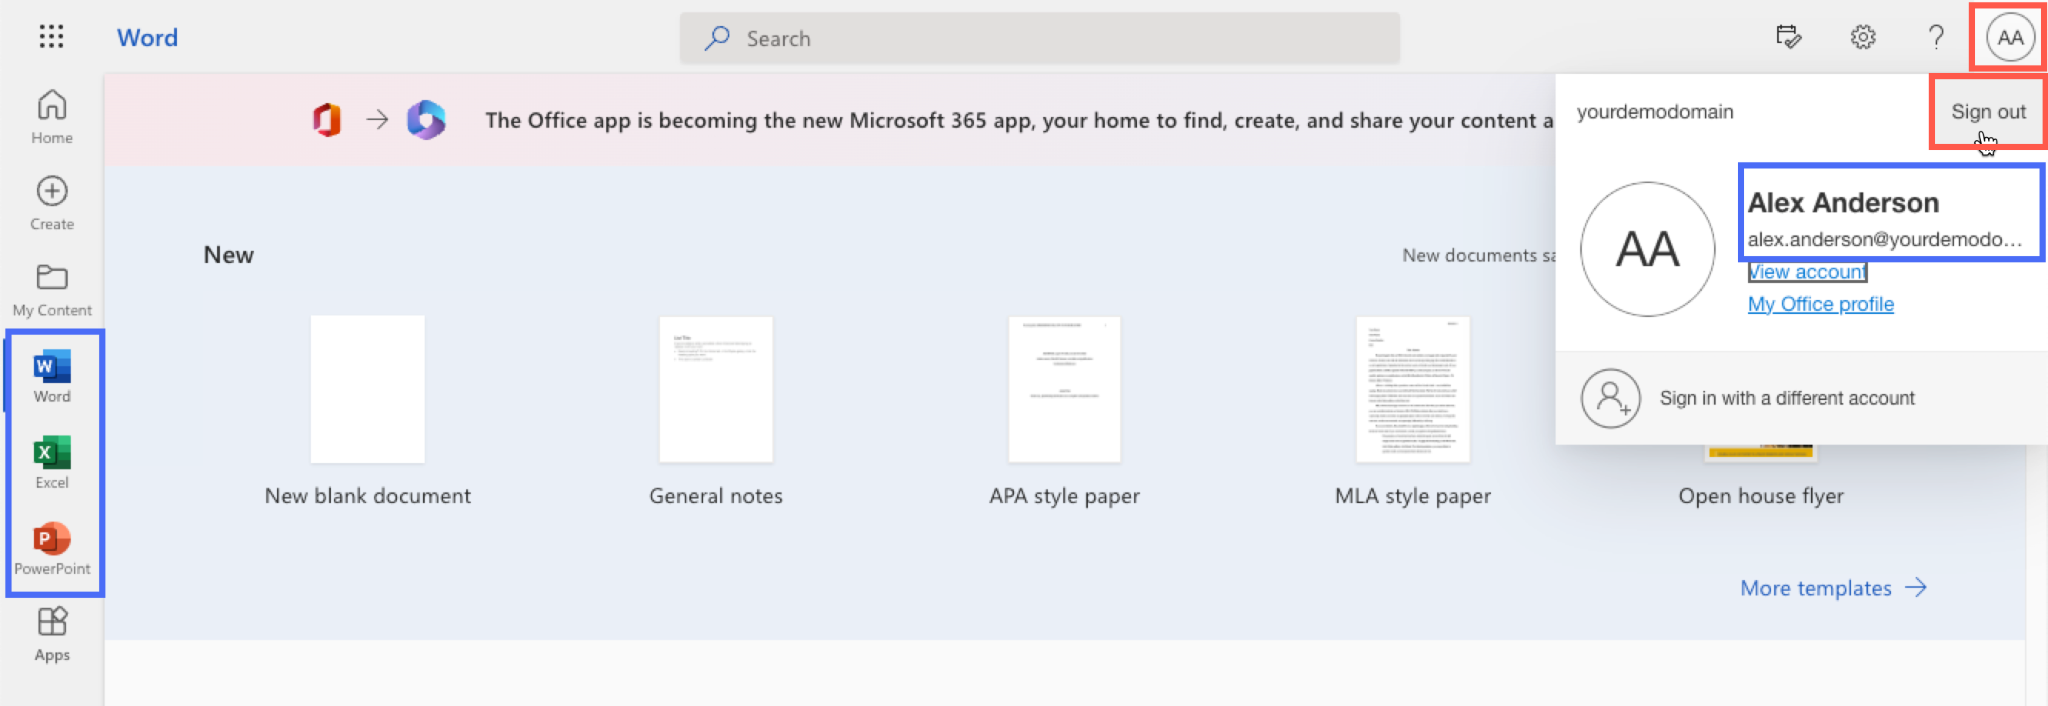 Word
Search
AA
Home
Create
My Content
Word
Excel
PowerPoint
Apps
The Office app is becoming the new Microsoft 365 app, your home to find, create, and share your content a
New
New documents sa
New blank document
General notes
APA style paper
MLA style paper
Open house flyer
More templates
yourdemodomain
Sign out
AA
Alex Anderson
alex.anderson@yourdemodo...
View account
My Office profile
Sign in with a different account